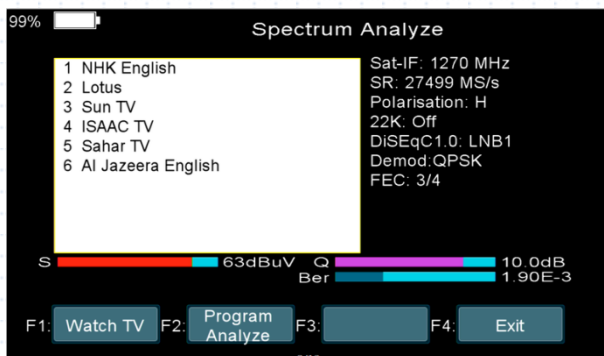 99%
Spectrum Analyze
1 NHK English
2 Lotus
3 Sun TV
4 ISAAC TV
5 Sahar TV
6 Al Jazeera English
Sat-IF: 1270 MHz
SR: 27499 MS/s
Polarisation: H
22K: Off
DiSEqC1.0: LNB1
Demod:QPSK
FEC: 3/4
S 63dBuV Q 10.0dB
Ber 1.90E-3
F1: Watch TV F2: Program Analyze F3: F4: Exit